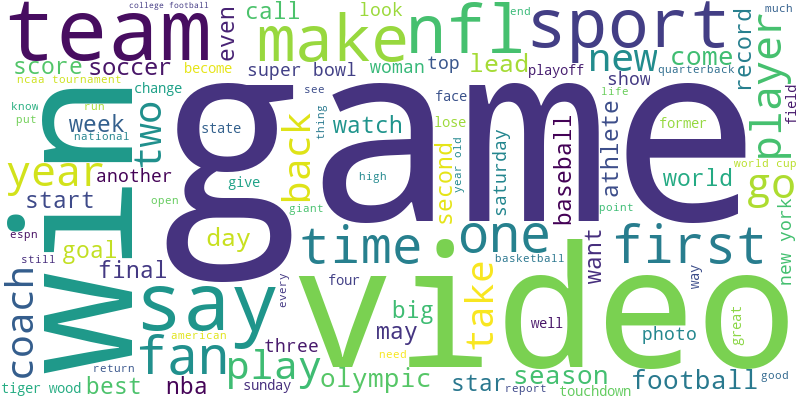 college football
team
call
look
end
much
even
make
nfl
sport
new
come
record
player
field
score
soccer
super bowl
woman
top
lead
playoff
show
quarterback
ncaa tournament
become
change
see
face
life
know
run
put
week
national
two
state
thing
watch
lose
former
win
game
back
second
year old
saturday
baseball
athlete
world cup
year
another
give
high
world
go
start
open
giant
point
new york
espn
goal
day
time
one
want
first
still
final
say
every
four
basketball
way
coach
video
take
big
may
well
photo
great
american
fan
three
need
return
play
olympic
star
season
football
good
tiger wood
best
nba
sunday
report
touchdown